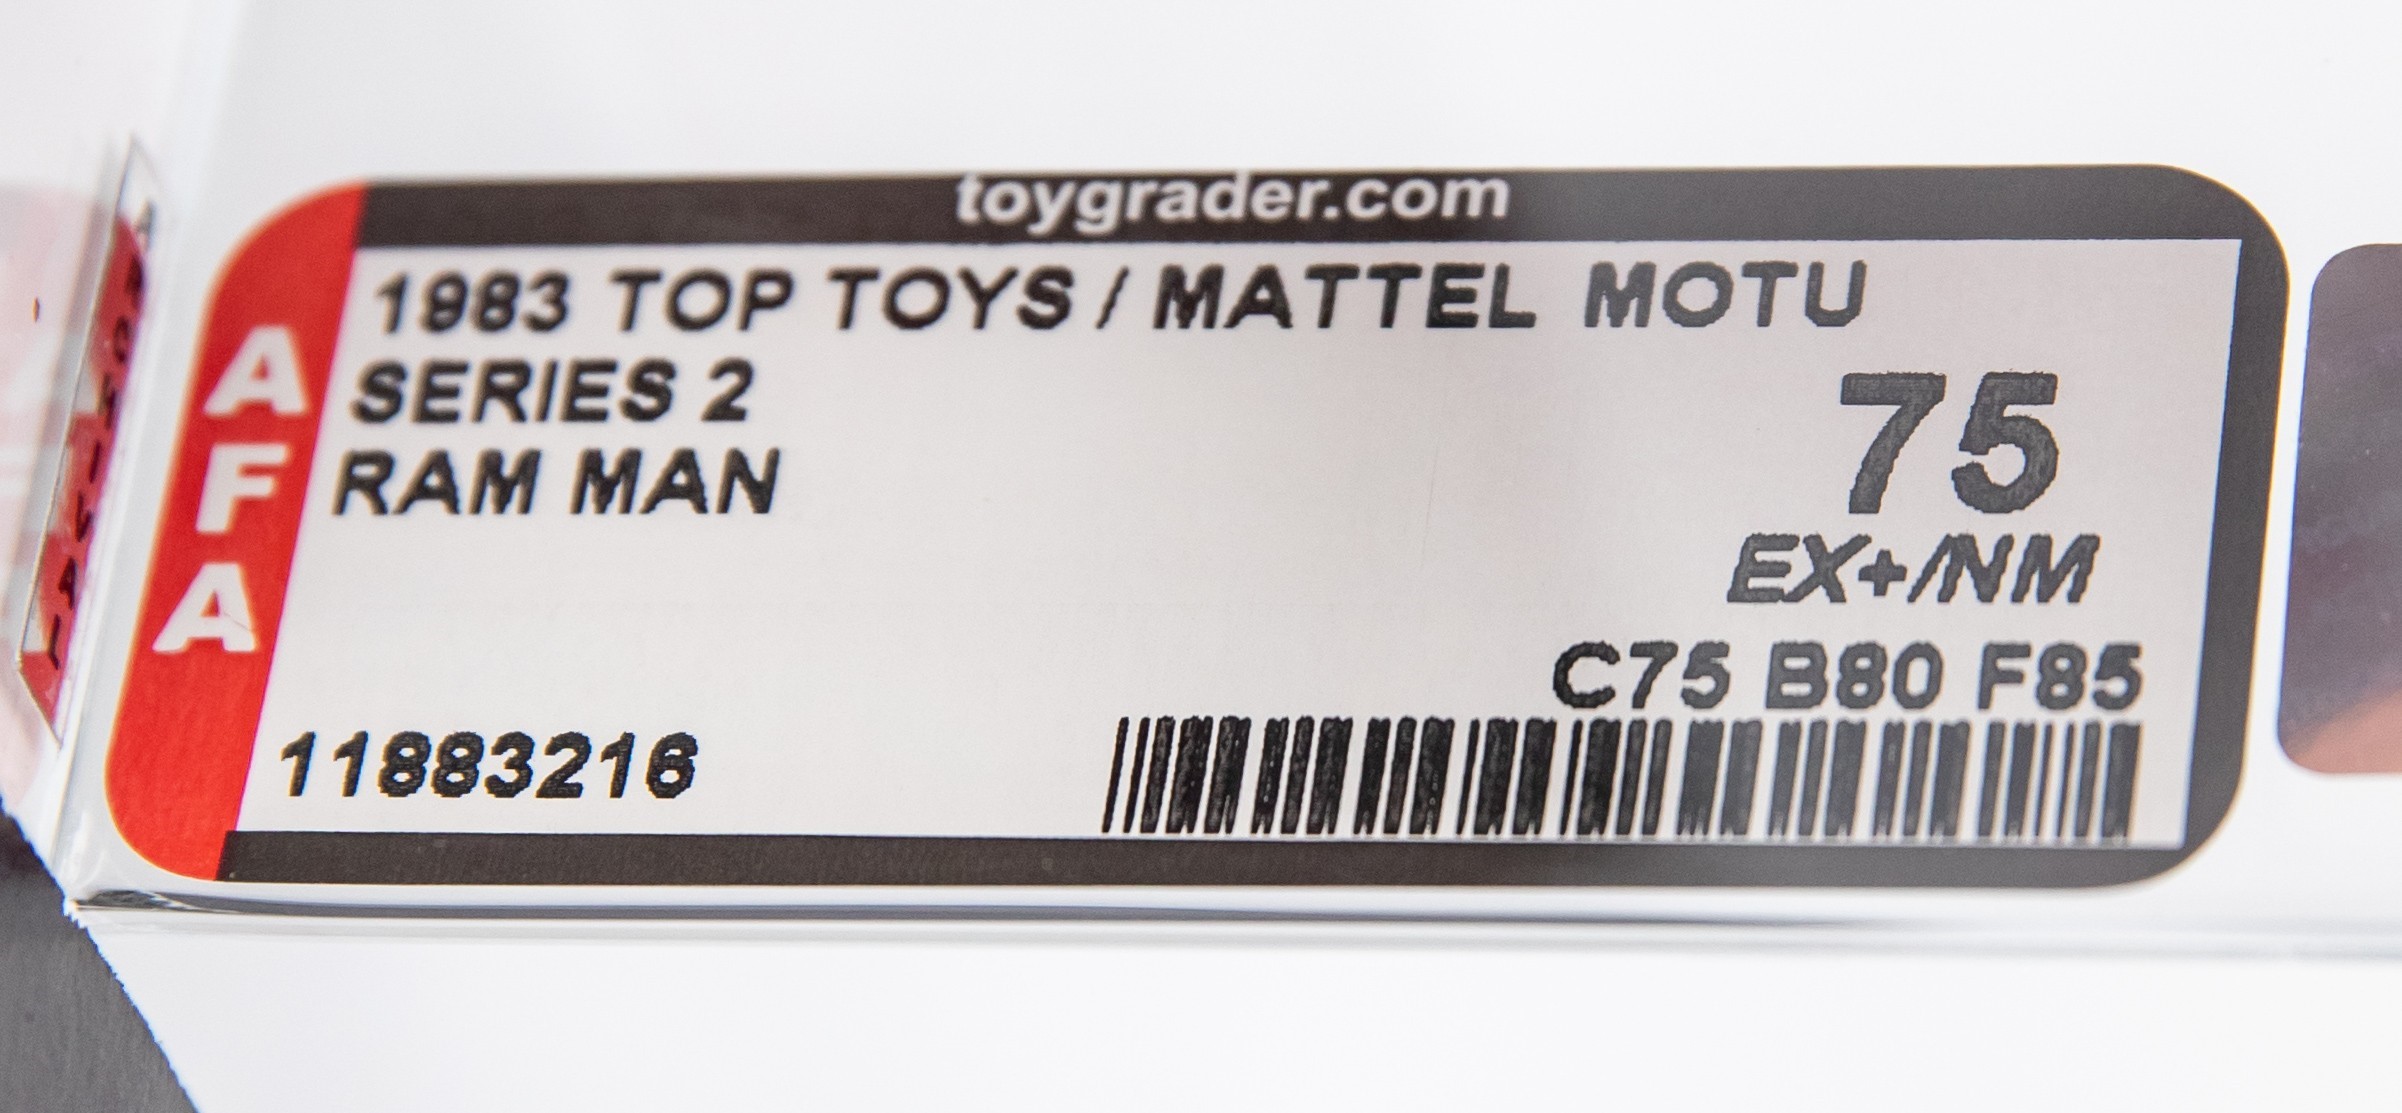 toygrader.com
AFA
1983 TOP TOYS / MATTEL MOTU
SERIES 2
RAM MAN
75
EX+/NM
C75 B80 F85
11883216
ARCHIVAL